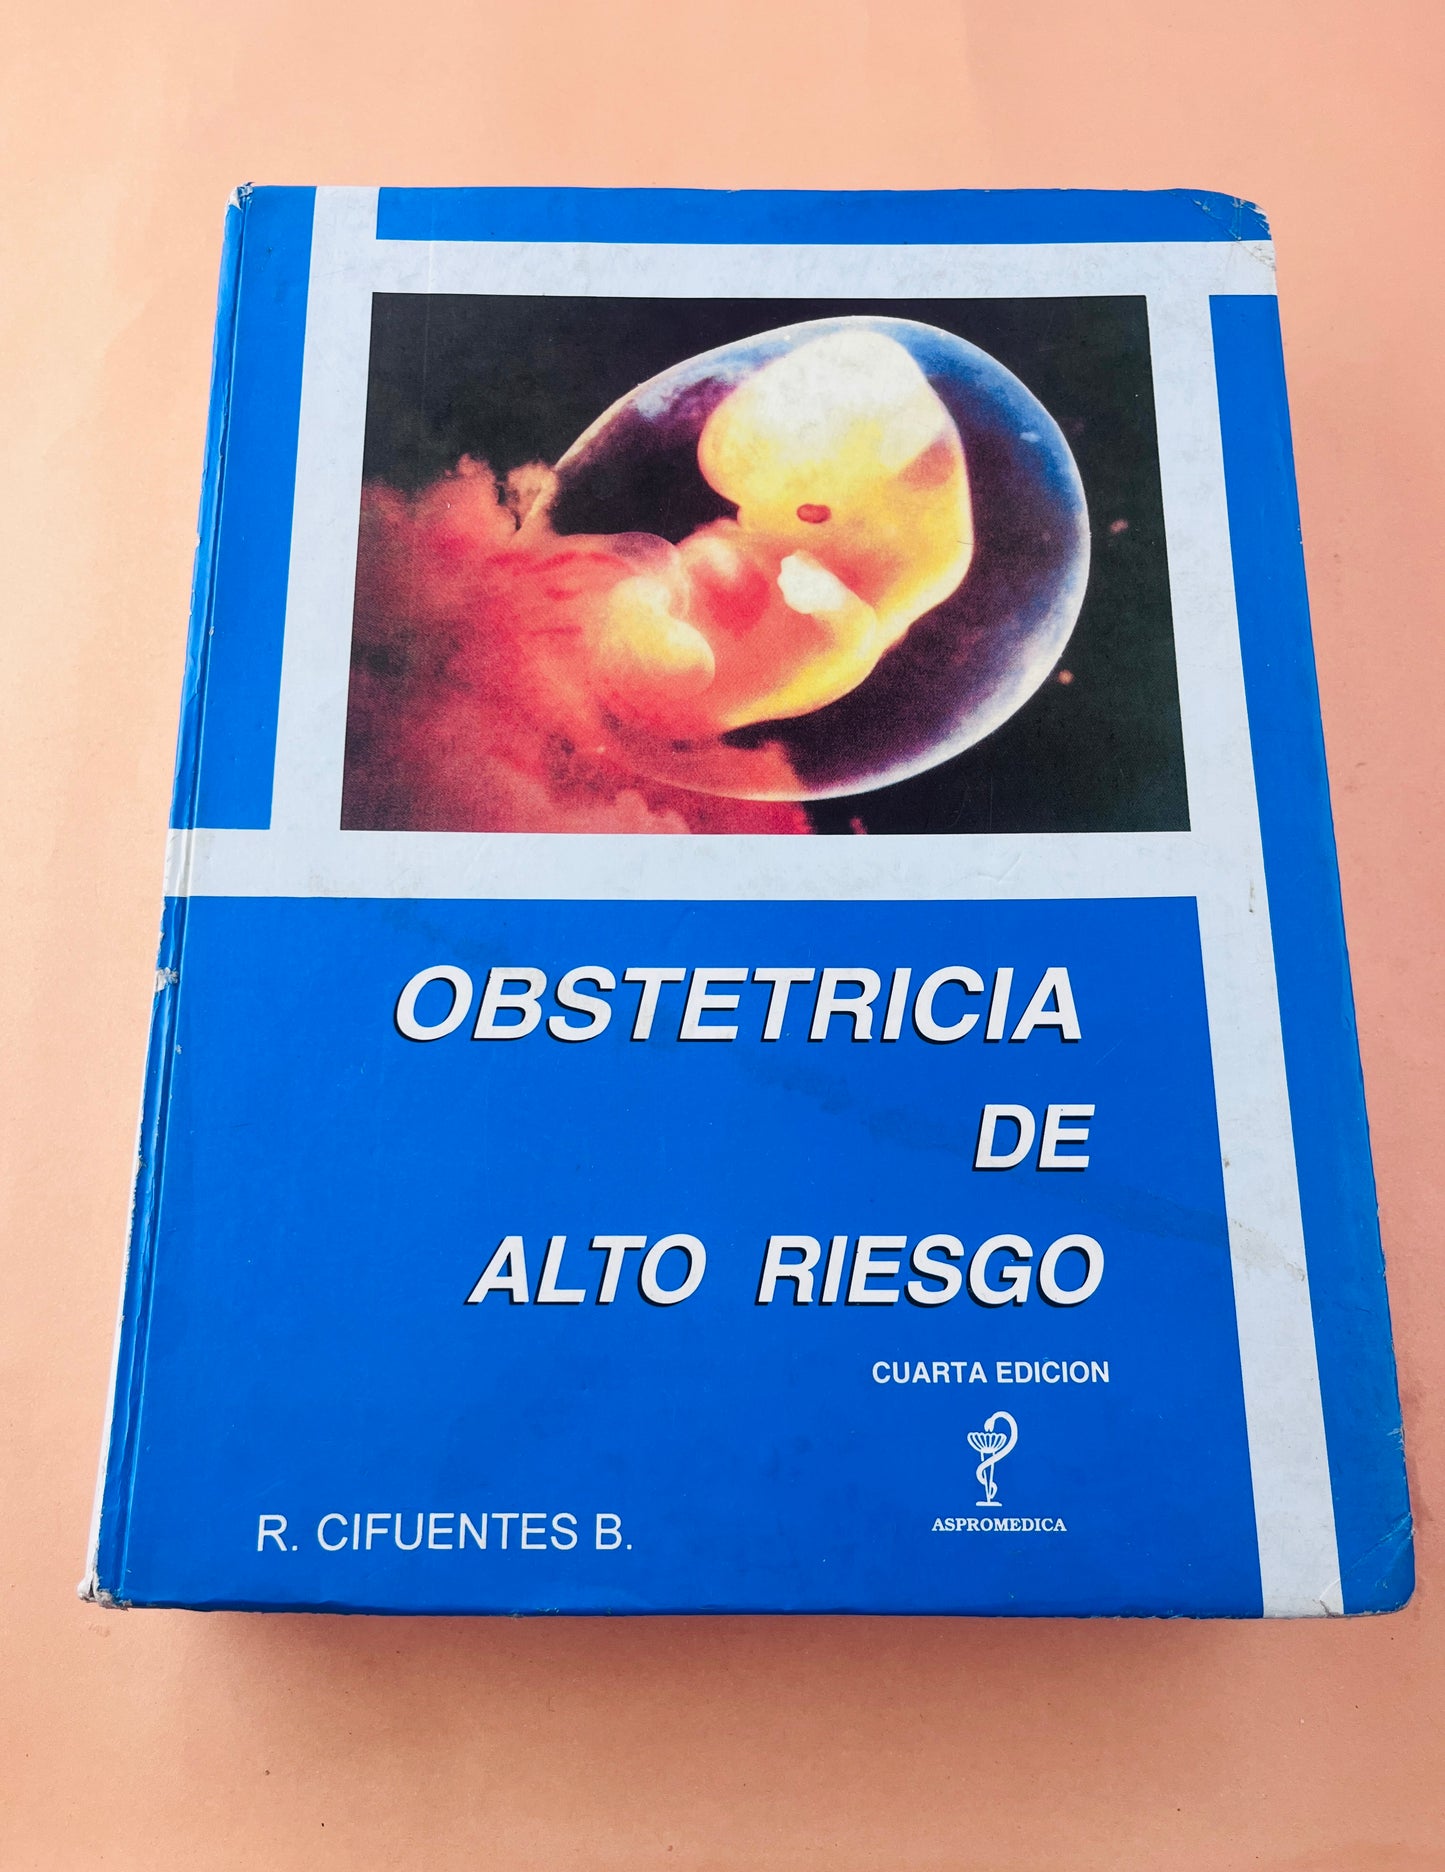 OBSTETRICIA
DE
ALTO RIESGO
CUARTA EDICION
ASPROMEDICA
R. CIFUENTES B.